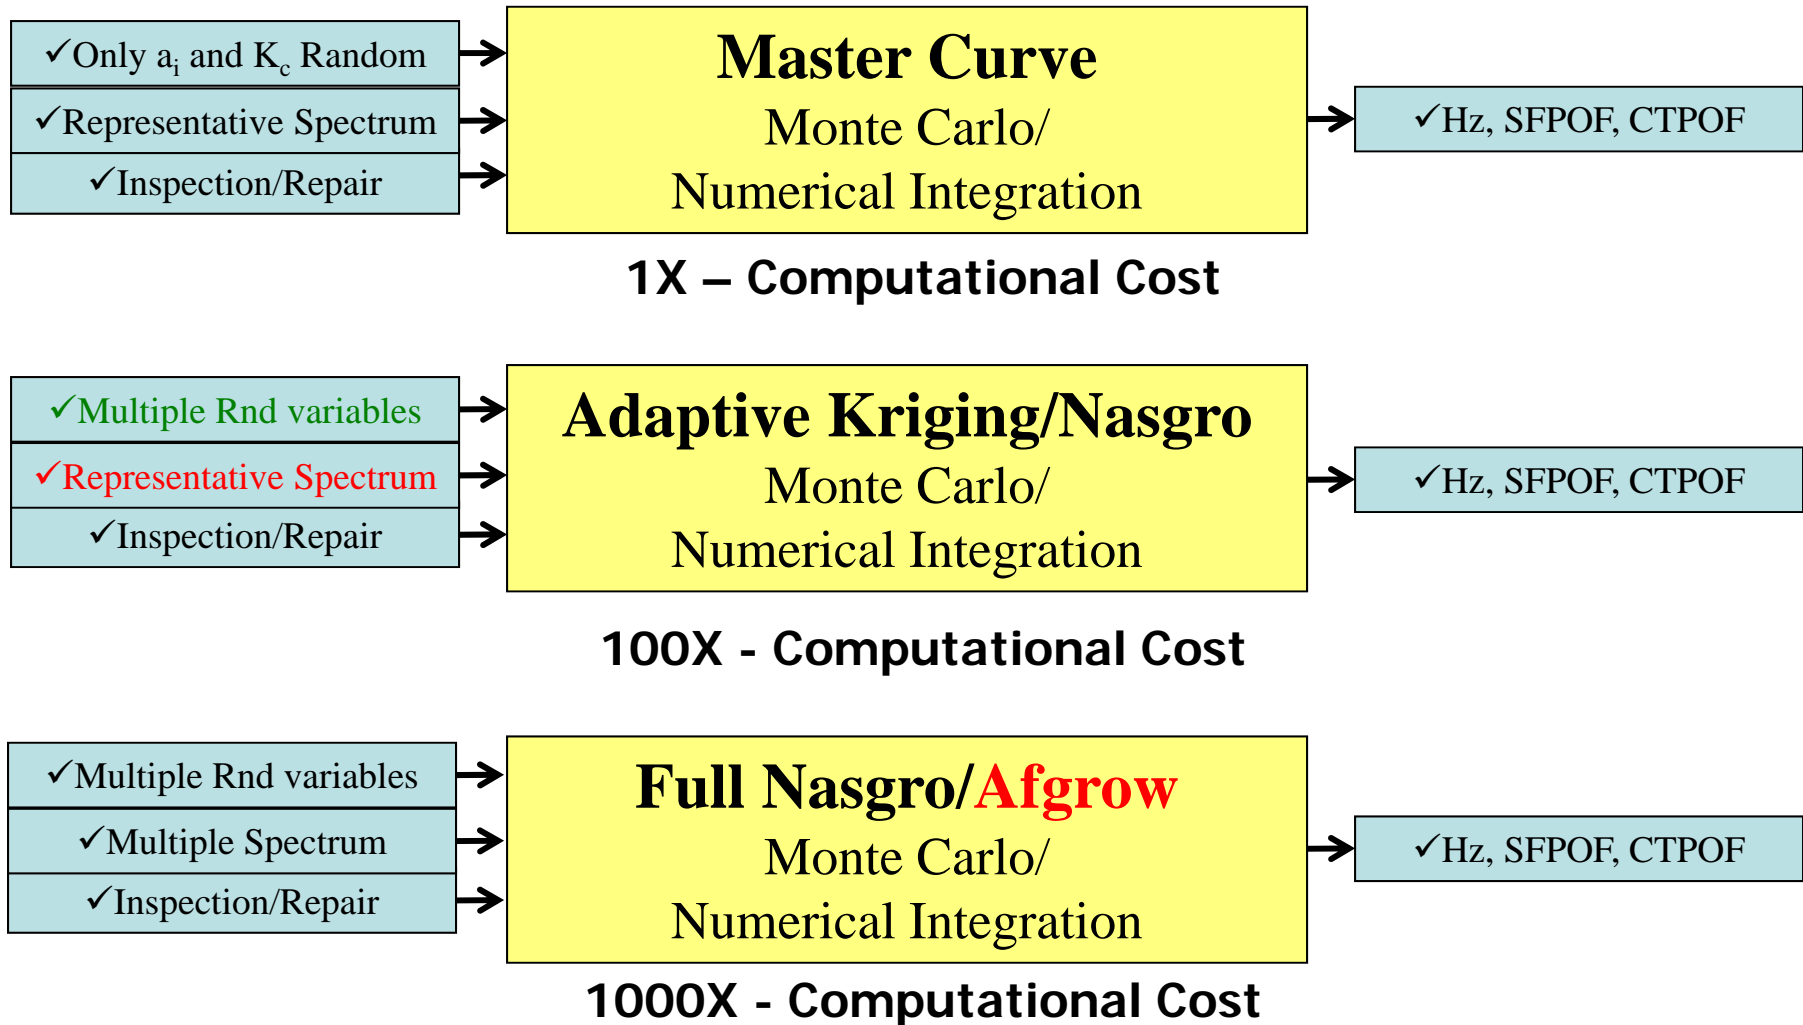 ✓Only aᵢ and K꜀ Random
✓Representative Spectrum
✓Inspection/Repair
Master Curve
Monte Carlo/
Numerical Integration
✓Hz, SFPOF, CTPOF
1X – Computational Cost
✓Multiple Rnd variables
✓Representative Spectrum
✓Inspection/Repair
Adaptive Kriging/Nasgro
Monte Carlo/
Numerical Integration
✓Hz, SFPOF, CTPOF
100X - Computational Cost
✓Multiple Rnd variables
✓Multiple Spectrum
✓Inspection/Repair
Full Nasgro/Afgrow
Monte Carlo/
Numerical Integration
✓Hz, SFPOF, CTPOF
1000X - Computational Cost